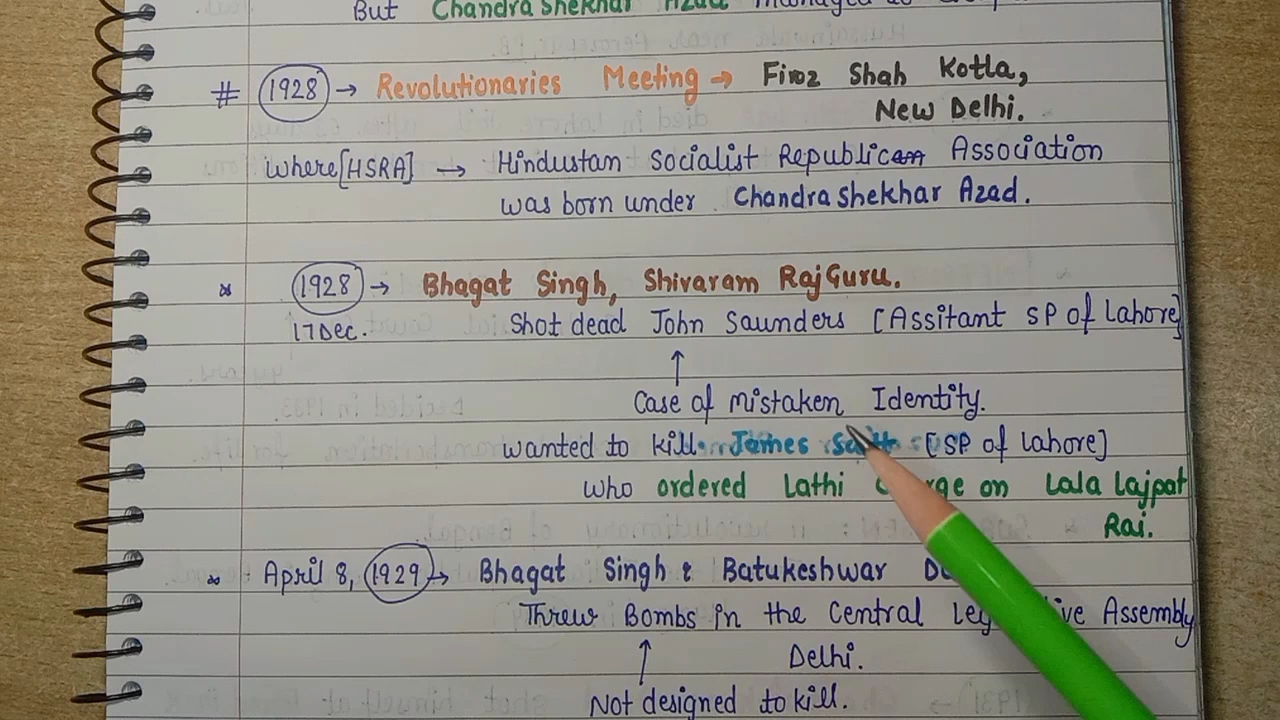 But Chandra Shekhar Azad managed
# 1928 → Revolutionaries Meeting → Firoz Shah Kotla,
New Delhi.
where [HSRA] → Hindustan Socialist Republican Association
was born under Chandra Shekhar Azad.
1928 → Bhagat Singh, Shivaram RajGuru.
17 Dec. Shot dead John Saunders [Assitant SP of Lahore]
↑
Case of mistaken Identity.
wanted to kill James [SP of Lahore]
who ordered Lathi on Lala Lajpat
Rai.
April 8, 1929 → Bhagat Singh & Batukeshwar
Threw Bombs in the Central Assembly
↑ Delhi.
Not designed to kill.